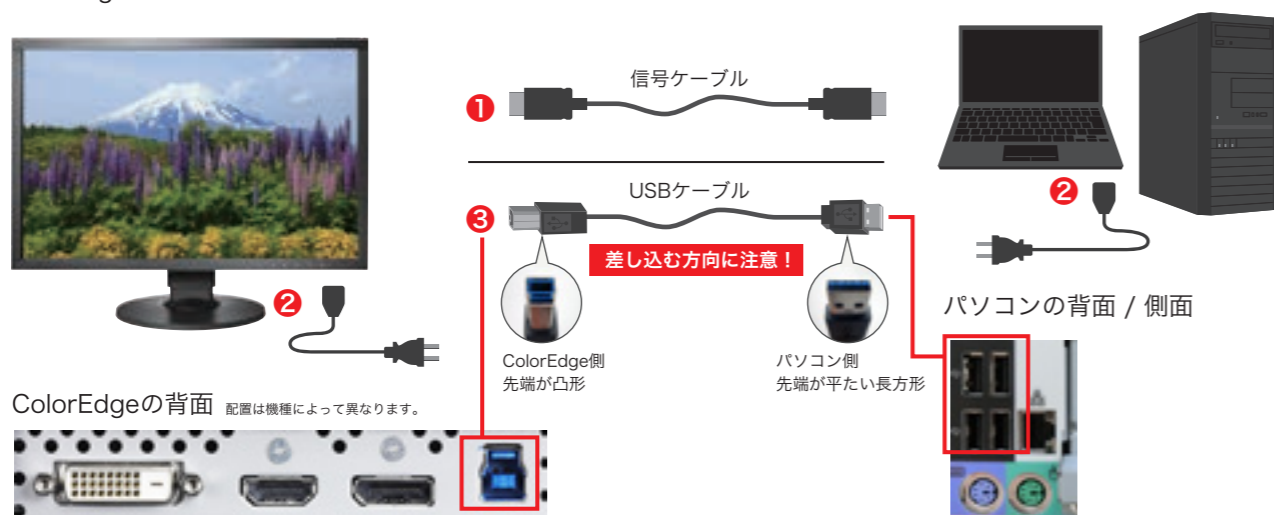 ❶
信号ケーブル
❸
USBケーブル
差し込む方向に注意！
❷
❷
ColorEdge側
先端が凸形
パソコン側
先端が平たい長方形
パソコンの背面 / 側面
ColorEdgeの背面 配置は機種によって異なります。